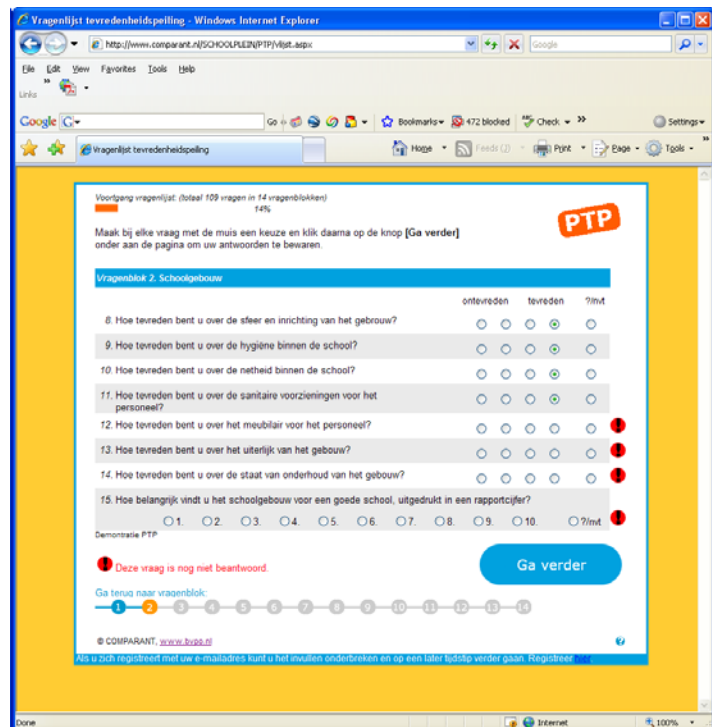 Vragenlijst tevredenheidspeiling - Windows Internet Explorer
http://www.comparant.nl/SCHOOLPLEIN/PTP/vlijst.aspx
Google
File Edit View Favorites Tools Help
Links
Google G Go Bookmarks 472 blocked Check Settings
Vragenlijst tevredenheidspeiling Home Feeds (J) Print Page Tools
Voortgang vragenlijst: (totaal 109 vragen in 14 vragenblokken)
14%
PTP
Maak bij elke vraag met de muis een keuze en klik daarna op de knop [Ga verder]
onder aan de pagina om uw antwoorden te bewaren.
Vragenblok 2. Schoolgebouw
ontevreden tevreden ?/nvt
8. Hoe tevreden bent u over de sfeer en inrichting van het gebrouw?
9. Hoe tevreden bent u over de hygiëne binnen de school?
10. Hoe tevreden bent u over de netheid binnen de school?
11. Hoe tevreden bent u over de sanitaire voorzieningen voor het
personeel?
12. Hoe tevreden bent u over het meubilair voor het personeel?
13. Hoe tevreden bent u over het uiterlijk van het gebouw?
14. Hoe tevreden bent u over de staat van onderhoud van het gebouw?
15. Hoe belangrijk vindt u het schoolgebouw voor een goede school, uitgedrukt in een rapportcijfer?
1. 2. 3. 4. 5. 6. 7. 8. 9. 10. ?/nvt
Demontratie PTP
Deze vraag is nog niet beantwoord.
Ga verder
Ga terug naar vragenblok:
1 2 3 4 5 6 7 8 9 10 11 12 13 14
© COMPARANT, www.bvpo.nl
Als u zich registreert met uw e-mailadres kunt u het invullen onderbreken en op een later tijdstip verder gaan. Registreer hier
Done Internet 100%